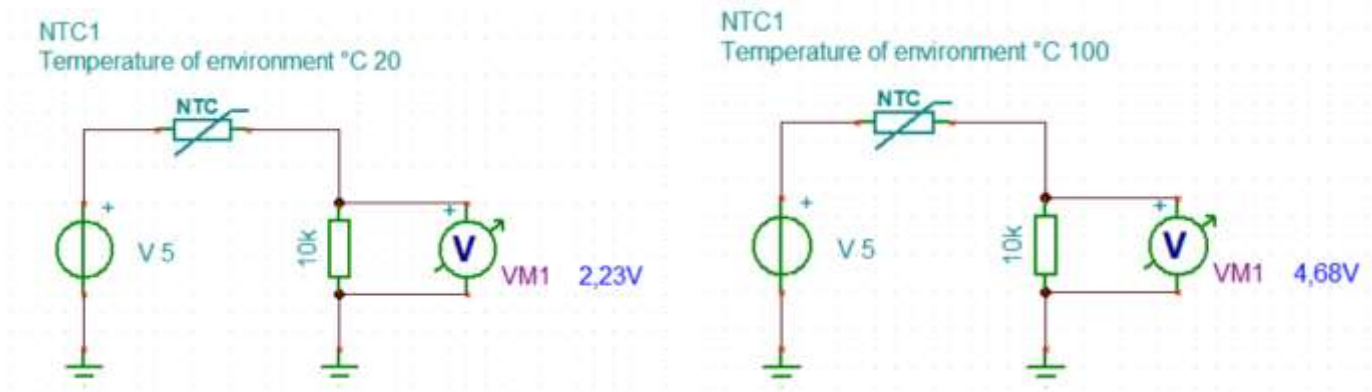 NTC1
Temperature of environment °C 20
NTC
+
V 5
10k
+
V
VM1 2,23V
NTC1
Temperature of environment °C 100
NTC
+
V 5
10k
+
V
VM1 4,68V